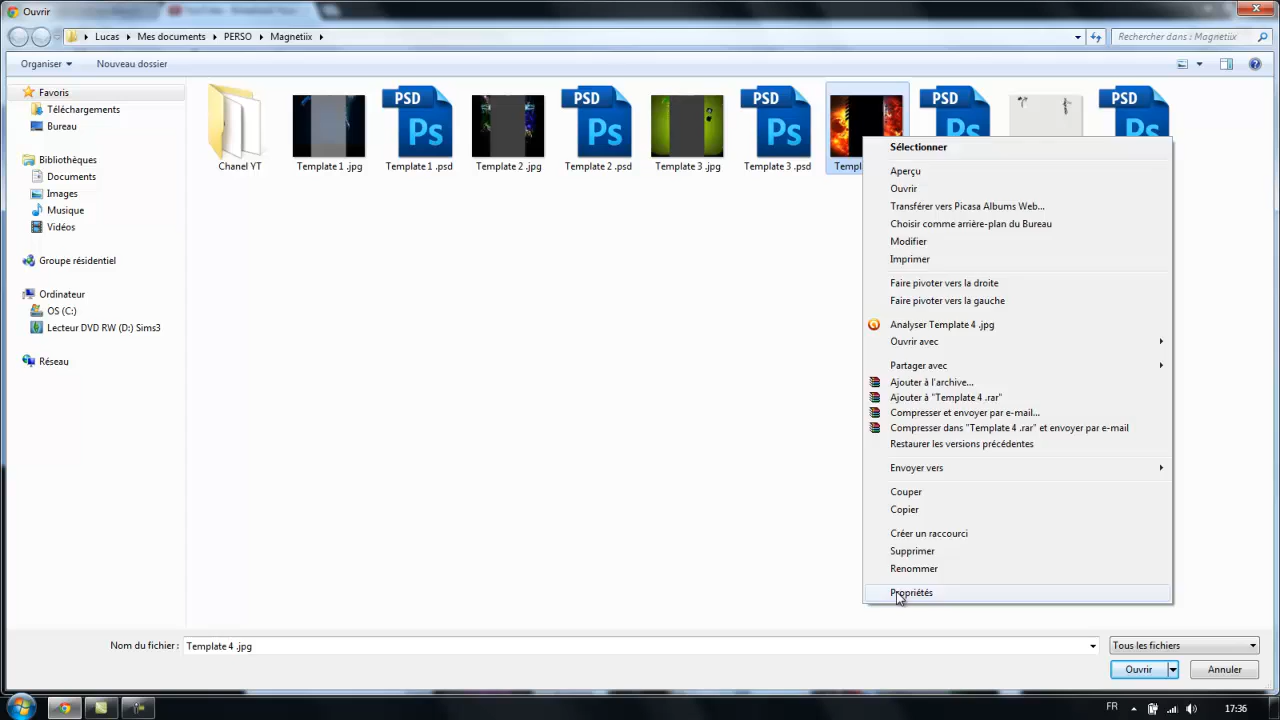 Ouvrir
Lucas
Mes documents
PERSO
Magnetiix
Rechercher dans : Magnetiix
Organiser
Nouveau dossier
Favoris
Téléchargements
Bureau
Bibliothèques
Documents
Images
Musique
Vidéos
Groupe résidentiel
Ordinateur
OS (C:)
Lecteur DVD RW (D:) Sims3
Réseau
PSD
Ps
PSD
Ps
PSD
Ps
PSD
PSD
Chanel YT
Template 1 .jpg
Template 1 .psd
Template 2 .jpg
Template 2 .psd
Template 3 .jpg
Template 3 .psd
Templ
Sélectionner
Aperçu
Ouvrir
Transférer vers Picasa Albums Web...
Choisir comme arrière-plan du Bureau
Modifier
Imprimer
Faire pivoter vers la droite
Faire pivoter vers la gauche
Analyser Template 4 .jpg
Ouvrir avec
Partager avec
Ajouter à l'archive...
Ajouter à "Template 4 .rar"
Compresser et envoyer par e-mail...
Compresser dans "Template 4 .rar" et envoyer par e-mail
Restaurer les versions précédentes
Envoyer vers
Couper
Copier
Créer un raccourci
Supprimer
Renommer
Propriétés
Nom du fichier :
Template 4 .jpg
Tous les fichiers
Ouvrir
Annuler
FR
17:36